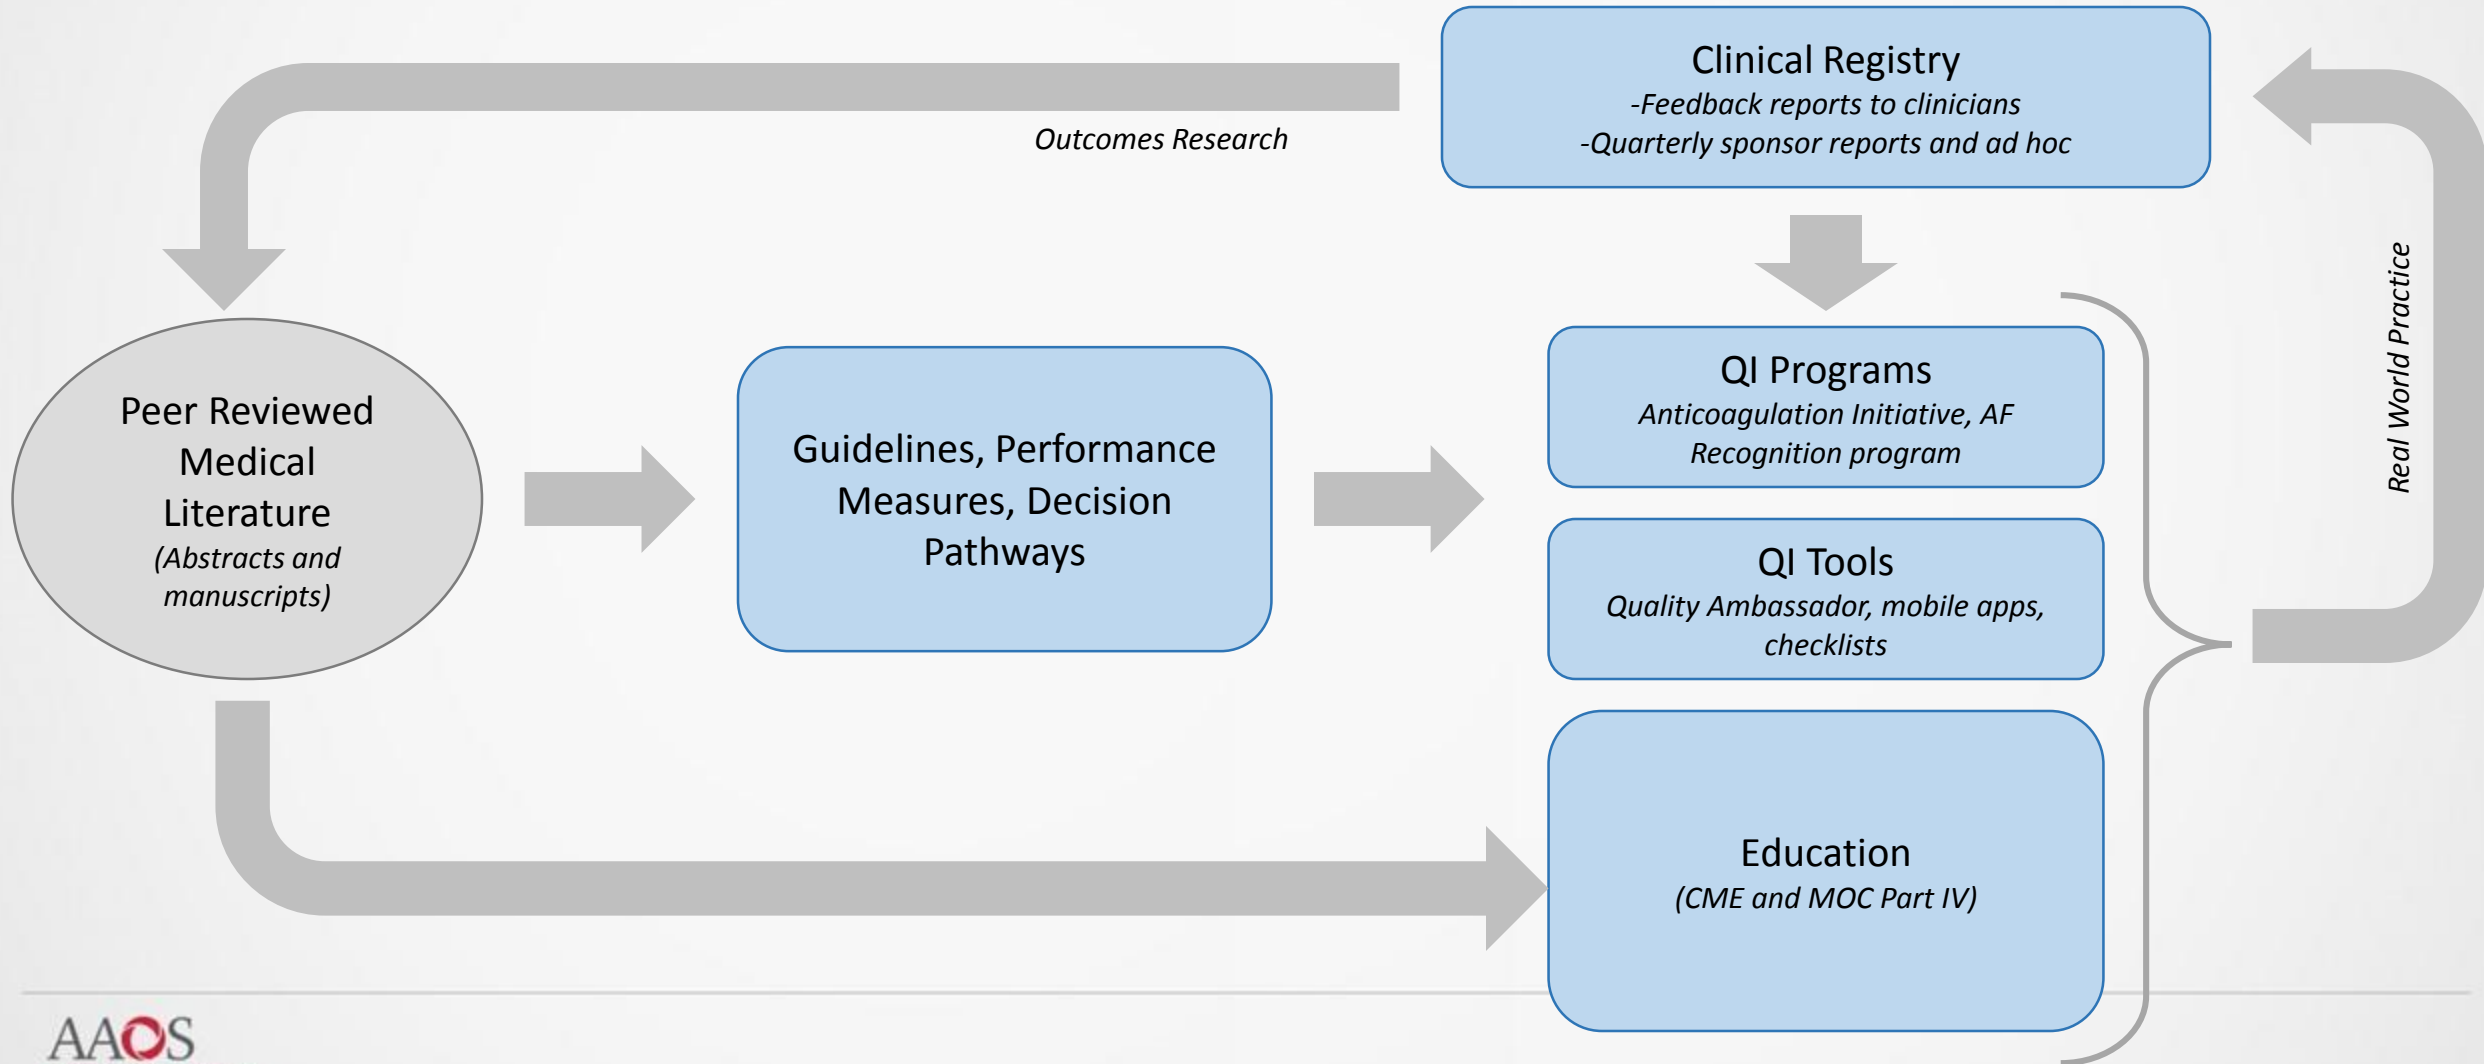 Clinical Registry
-Feedback reports to clinicians
-Quarterly sponsor reports and ad hoc
Outcomes Research
Real World Practice
Peer Reviewed
Medical
Literature
(Abstracts and
manuscripts)
Guidelines, Performance
Measures, Decision
Pathways
QI Programs
Anticoagulation Initiative, AF
Recognition program
QI Tools
Quality Ambassador, mobile apps,
checklists
Education
(CME and MOC Part IV)
AAOS